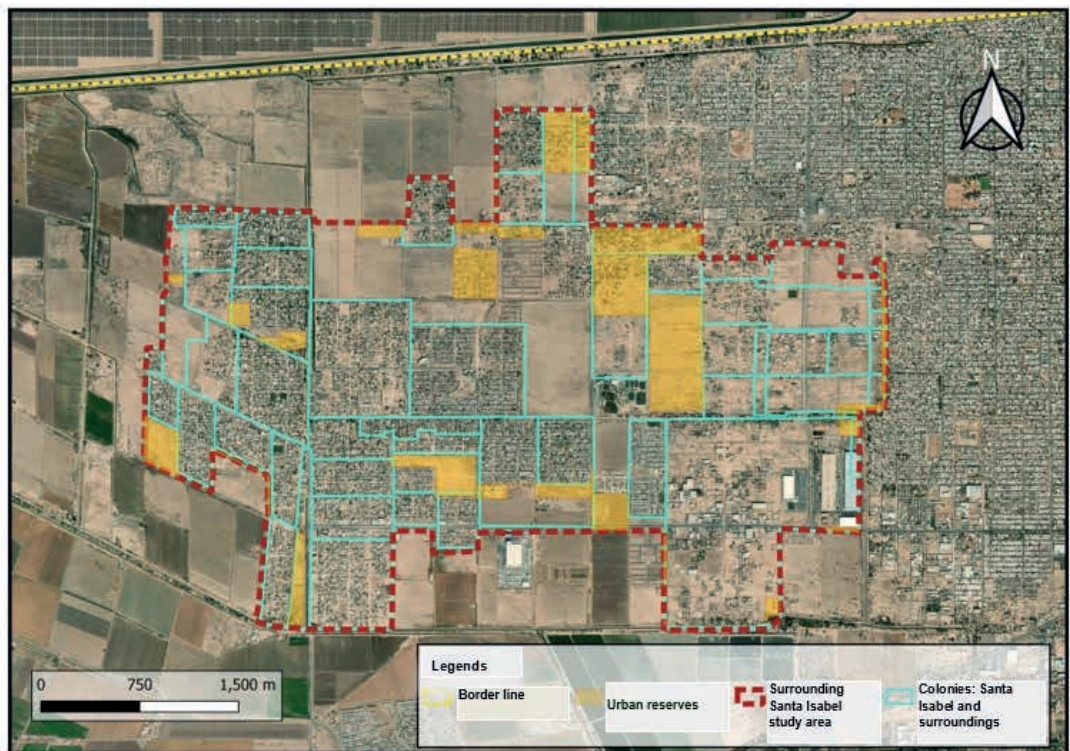 N
0 750 1,500 m
Legends
Border line
Urban reserves
Surrounding
Santa Isabel
study area
Colonies: Santa
Isabel and
surroundings